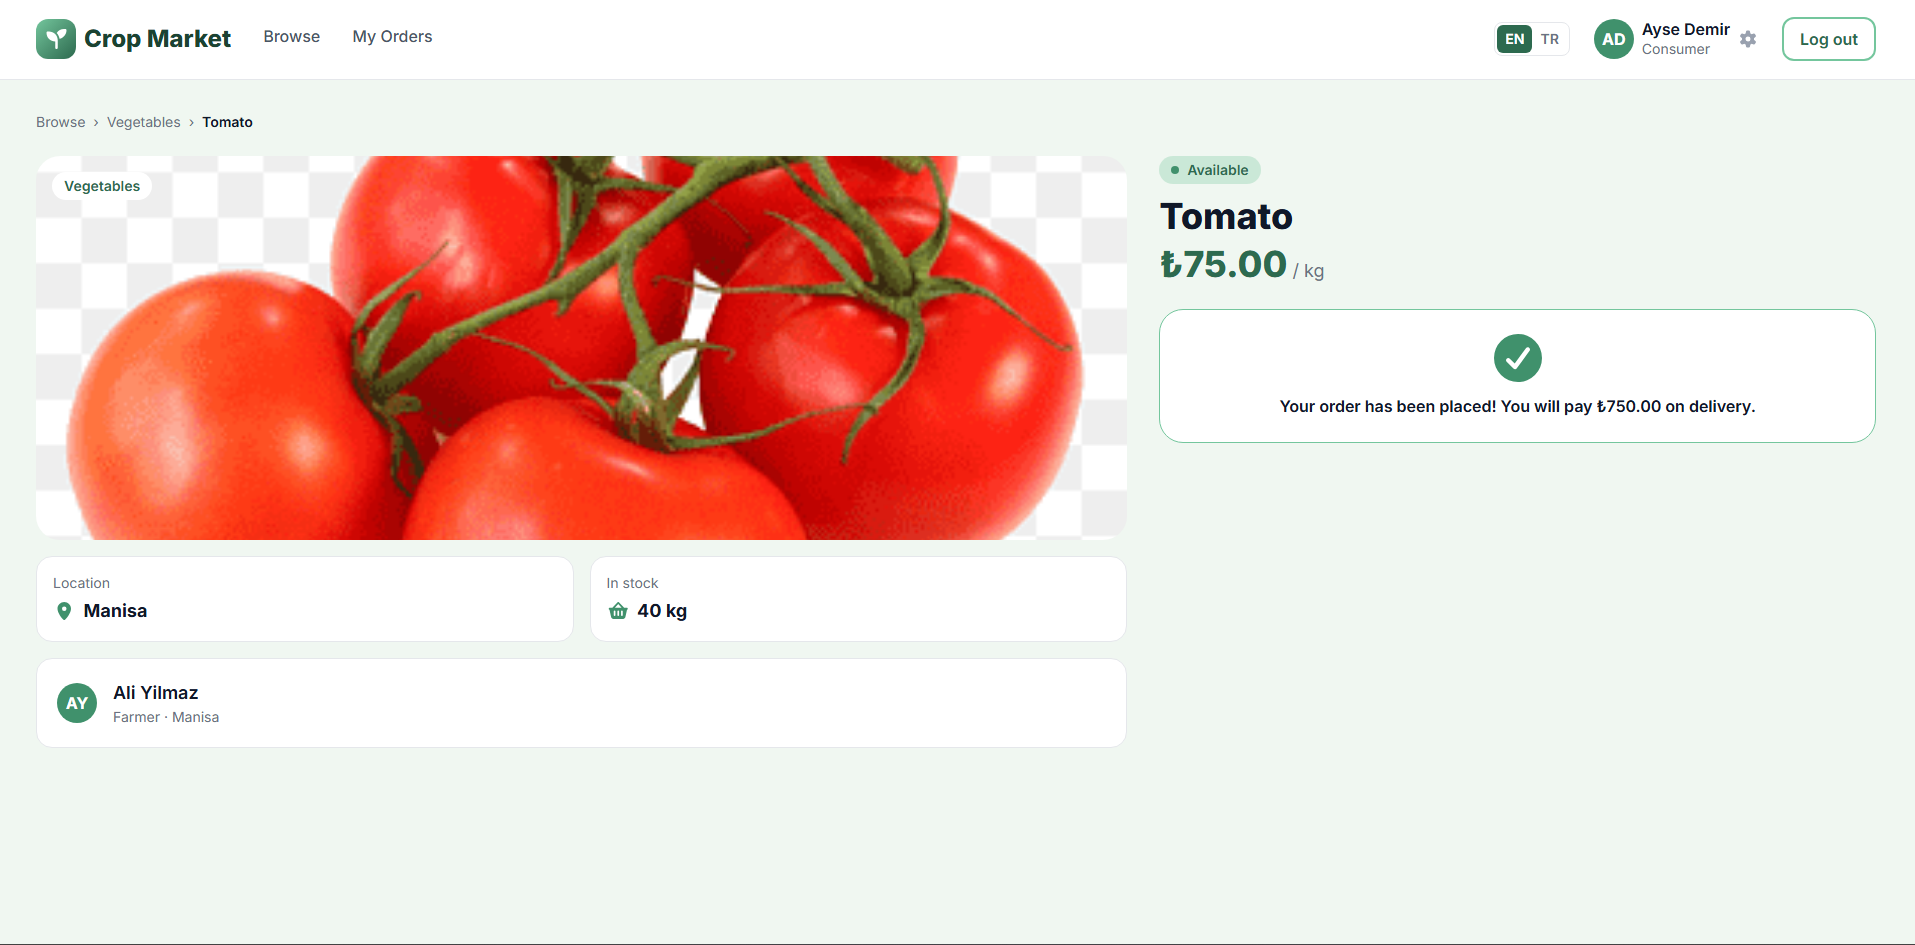 Crop Market
Browse
My Orders
EN
TR
AD
Ayse Demir
Consumer
Log out
Browse › Vegetables › Tomato
Vegetables
Available
Tomato
₺75.00 / kg
Your order has been placed! You will pay ₺750.00 on delivery.
Location
Manisa
In stock
40 kg
AY
Ali Yilmaz
Farmer · Manisa